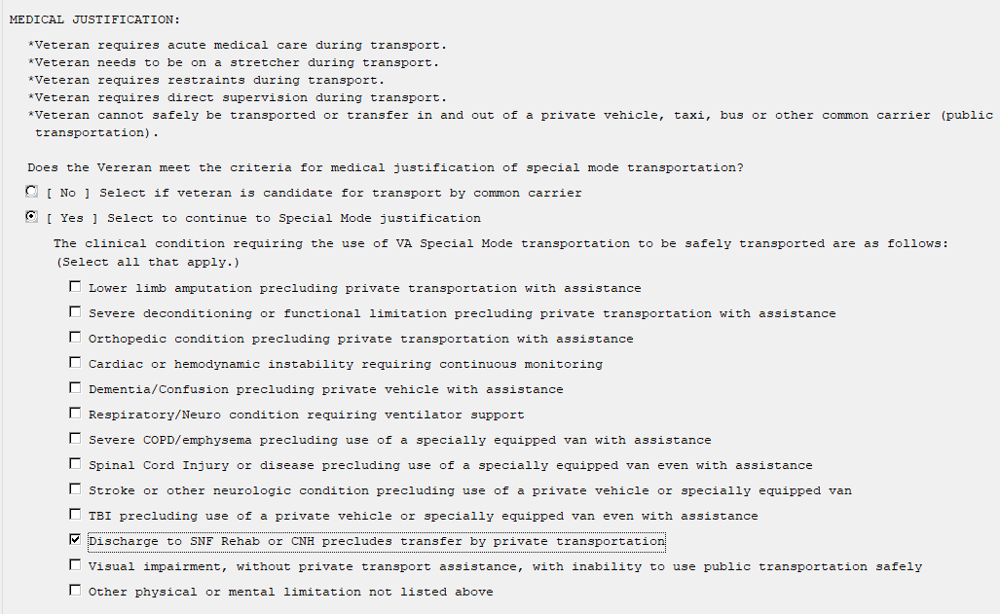 MEDICAL JUSTIFICATION:
*Veteran requires acute medical care during transport.
*Veteran needs to be on a stretcher during transport.
*Veteran requires restraints during transport.
*Veteran requires direct supervision during transport.
*Veteran cannot safely be transported or transfer in and out of a private vehicle, taxi, bus or other common carrier (public
transportation).
Does the Vereran meet the criteria for medical justification of special mode transportation?
[ No ] Select if veteran is candidate for transport by common carrier
[ Yes ] Select to continue to Special Mode justification
The clinical condition requiring the use of VA Special Mode transportation to be safely transported are as follows:
(Select all that apply.)
Lower limb amputation precluding private transportation with assistance
Severe deconditioning or functional limitation precluding private transportation with assistance
Orthopedic condition precluding private transportation with assistance
Cardiac or hemodynamic instability requiring continuous monitoring
Dementia/Confusion precluding private vehicle with assistance
Respiratory/Neuro condition requiring ventilator support
Severe COPD/emphysema precluding use of a specially equipped van with assistance
Spinal Cord Injury or disease precluding use of a specially equipped van even with assistance
Stroke or other neurologic condition precluding use of a private vehicle or specially equipped van
TBI precluding use of a private vehicle or specially equipped van even with assistance
Discharge to SNF Rehab or CNH precludes transfer by private transportation
Visual impairment, without private transport assistance, with inability to use public transportation safely
Other physical or mental limitation not listed above